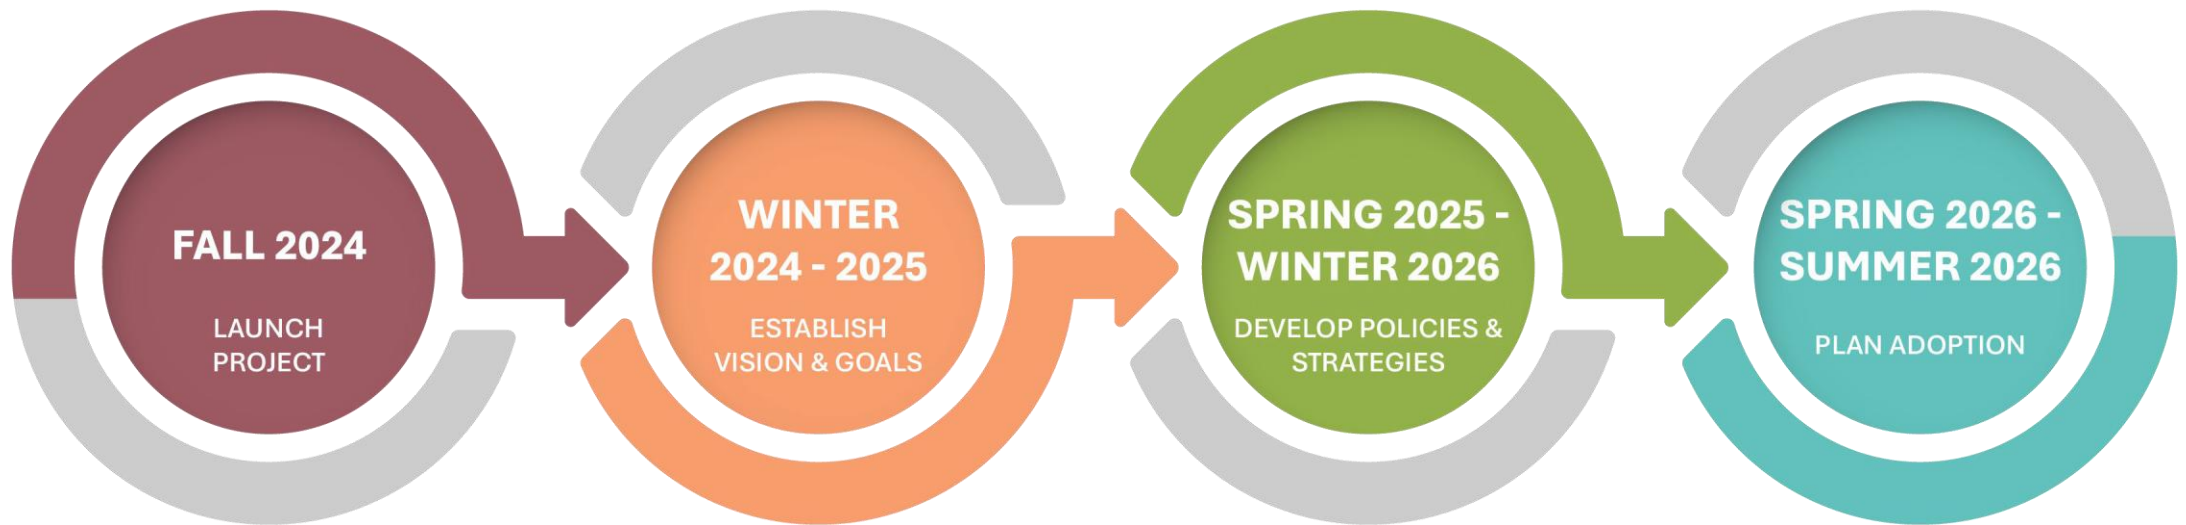 FALL 2024
LAUNCH
PROJECT
WINTER
2024 - 2025
ESTABLISH
VISION & GOALS
SPRING 2025 -
WINTER 2026
DEVELOP POLICIES &
STRATEGIES
SPRING 2026 -
SUMMER 2026
PLAN ADOPTION